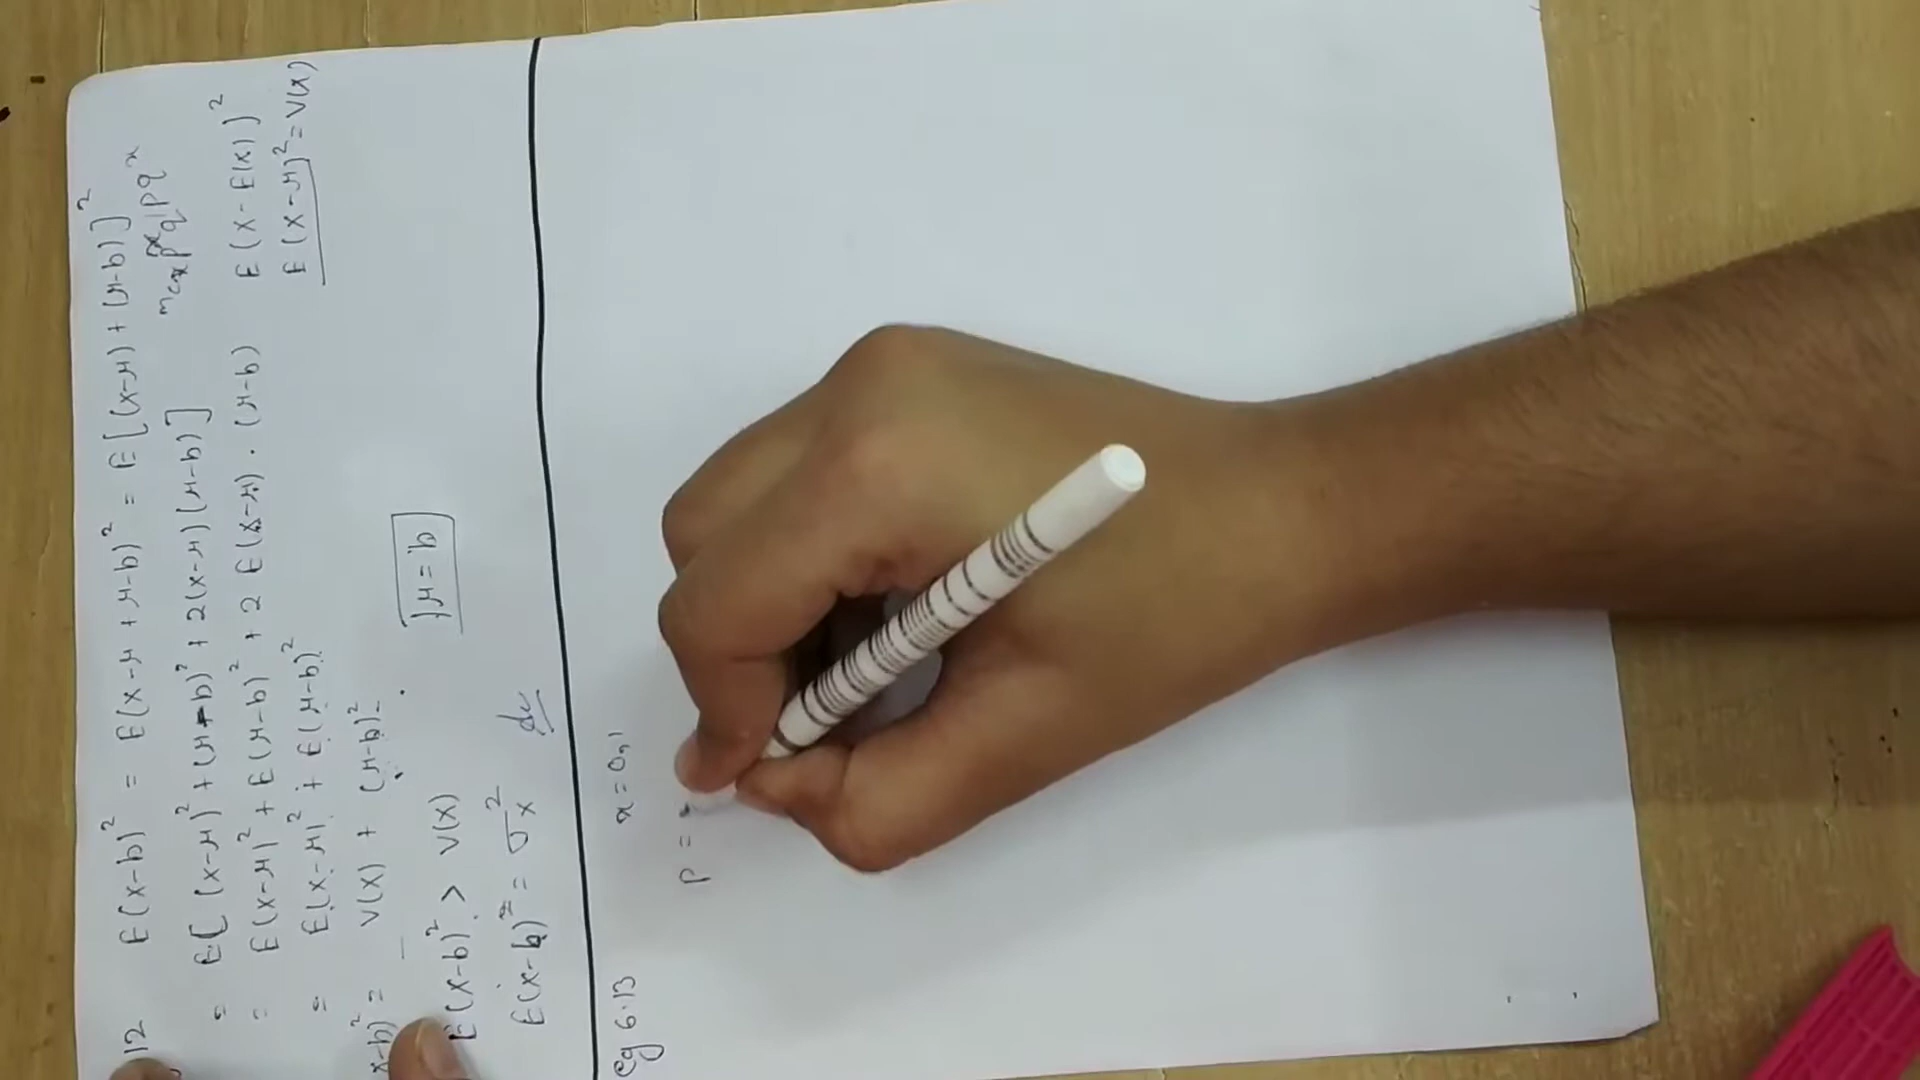 12 E(x-b)² = E(x-μ+μ-b)² = E[(x-μ)+(μ-b)]²
= E[(x-μ)²+(μ-b)²+2(x-μ)(μ-b)]
= E(x-μ)²+E(μ-b)²+2E(x-μ)·(μ-b) E(x-E(x))²
= E(x-μ)²+E(μ-b)² E(x-μ)²=V(x)
x-b)² = V(x)+(μ-b)²
E(x-b)² > V(x) μ=b
E(x-b)² = σx²
Eg 6.13 x=0,1
P =